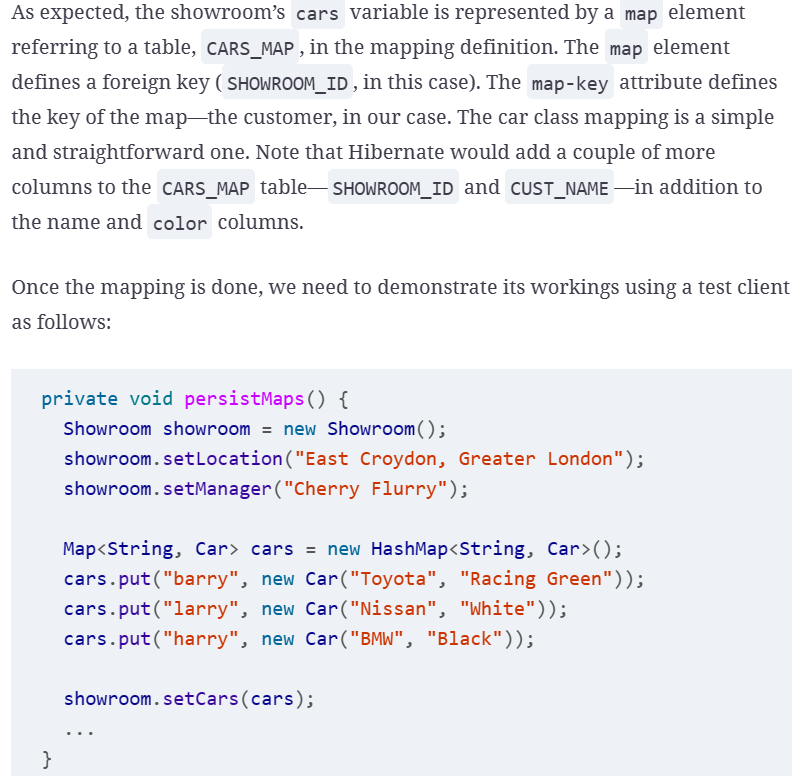 As expected, the showroom’s cars variable is represented by a map element
referring to a table, CARS_MAP, in the mapping definition. The map element
defines a foreign key (SHOWROOM_ID, in this case). The map-key attribute defines
the key of the map—the customer, in our case. The car class mapping is a simple
and straightforward one. Note that Hibernate would add a couple of more
columns to the CARS_MAP table—SHOWROOM_ID and CUST_NAME—in addition to
the name and color columns.
Once the mapping is done, we need to demonstrate its workings using a test client
as follows:
private void persistMaps() {
  Showroom showroom = new Showroom();
  showroom.setLocation("East Croydon, Greater London");
  showroom.setManager("Cherry Flurry");
  Map<String, Car> cars = new HashMap<String, Car>();
  cars.put("barry", new Car("Toyota", "Racing Green"));
  cars.put("larry", new Car("Nissan", "White"));
  cars.put("harry", new Car("BMW", "Black"));
  showroom.setCars(cars);
  ...
}